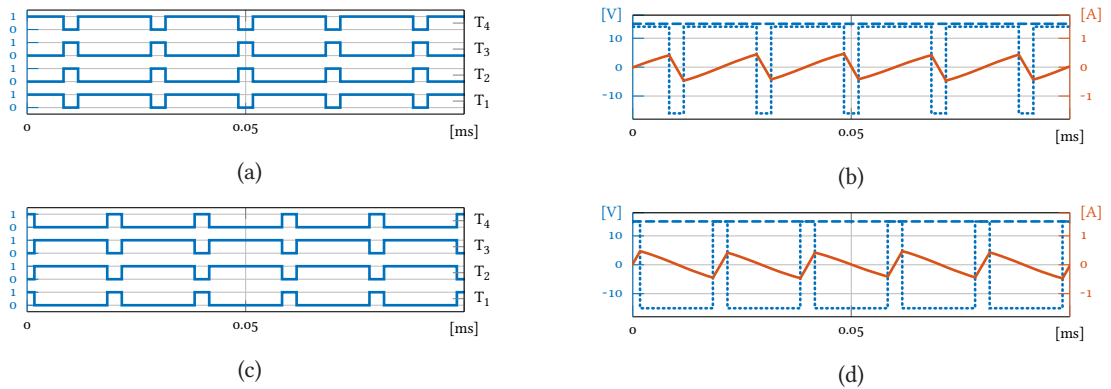 1 0 T₄
1 0 T₃
1 0 T₂
1 0 T₁
0 0.05 [ms]
(a)
[V] [A]
10 1
0 0
-10 -1
0 0.05 [ms]
(b)
1 0 T₄
1 0 T₃
1 0 T₂
1 0 T₁
0 0.05 [ms]
(c)
[V] [A]
10 1
0 0
-10 1
0 0.05 [ms]
(d)